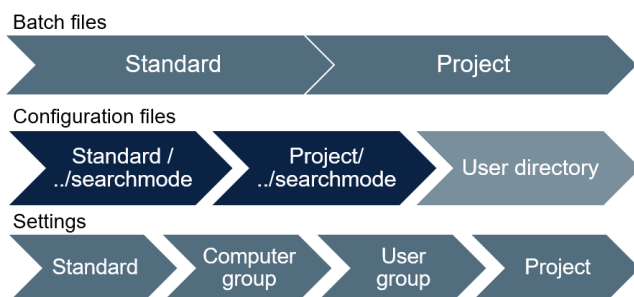 Batch files
Standard Project
Configuration files
Standard / Project/ User directory
../searchmode ../searchmode
Settings
Standard Computer User Project
group group